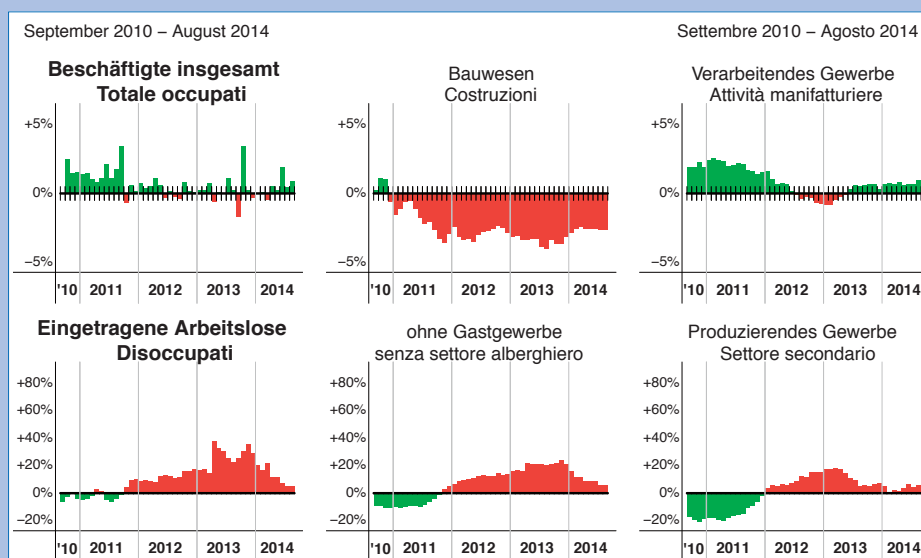 September 2010 – August 2014
Settembre 2010 – Agosto 2014
Beschäftigte insgesamt
Totale occupati
+5%
0%
–5%
'10 2011 2012 2013 2014
Bauwesen
Costruzioni
+5%
0%
–5%
'10 2011 2012 2013 2014
Verarbeitendes Gewerbe
Attività manifatturiere
+5%
0%
–5%
'10 2011 2012 2013 2014
Eingetragene Arbeitslose
Disoccupati
+80%
+60%
+40%
+20%
0%
–20%
'10 2011 2012 2013 2014
ohne Gastgewerbe
senza settore alberghiero
+80%
+60%
+40%
+20%
0%
–20%
'10 2011 2012 2013 2014
Produzierendes Gewerbe
Settore secondario
+80%
+60%
+40%
+20%
0%
–20%
'10 2011 2012 2013 2014